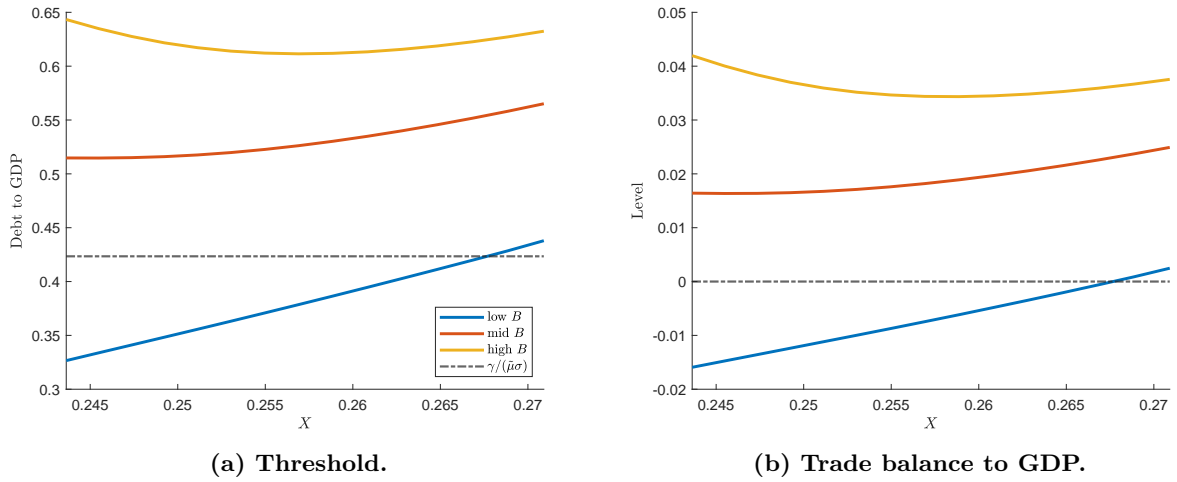 0.65
0.6
0.55
0.5
0.45
0.4
0.35
0.3
Debt to GDP
0.245 0.25 0.255 0.26 0.265 0.27
X
low B
mid B
high B
γ/(μ̃σ)
(a) Threshold.
0.05
0.04
0.03
0.02
0.01
0
-0.01
-0.02
Level
0.245 0.25 0.255 0.26 0.265 0.27
X
(b) Trade balance to GDP.